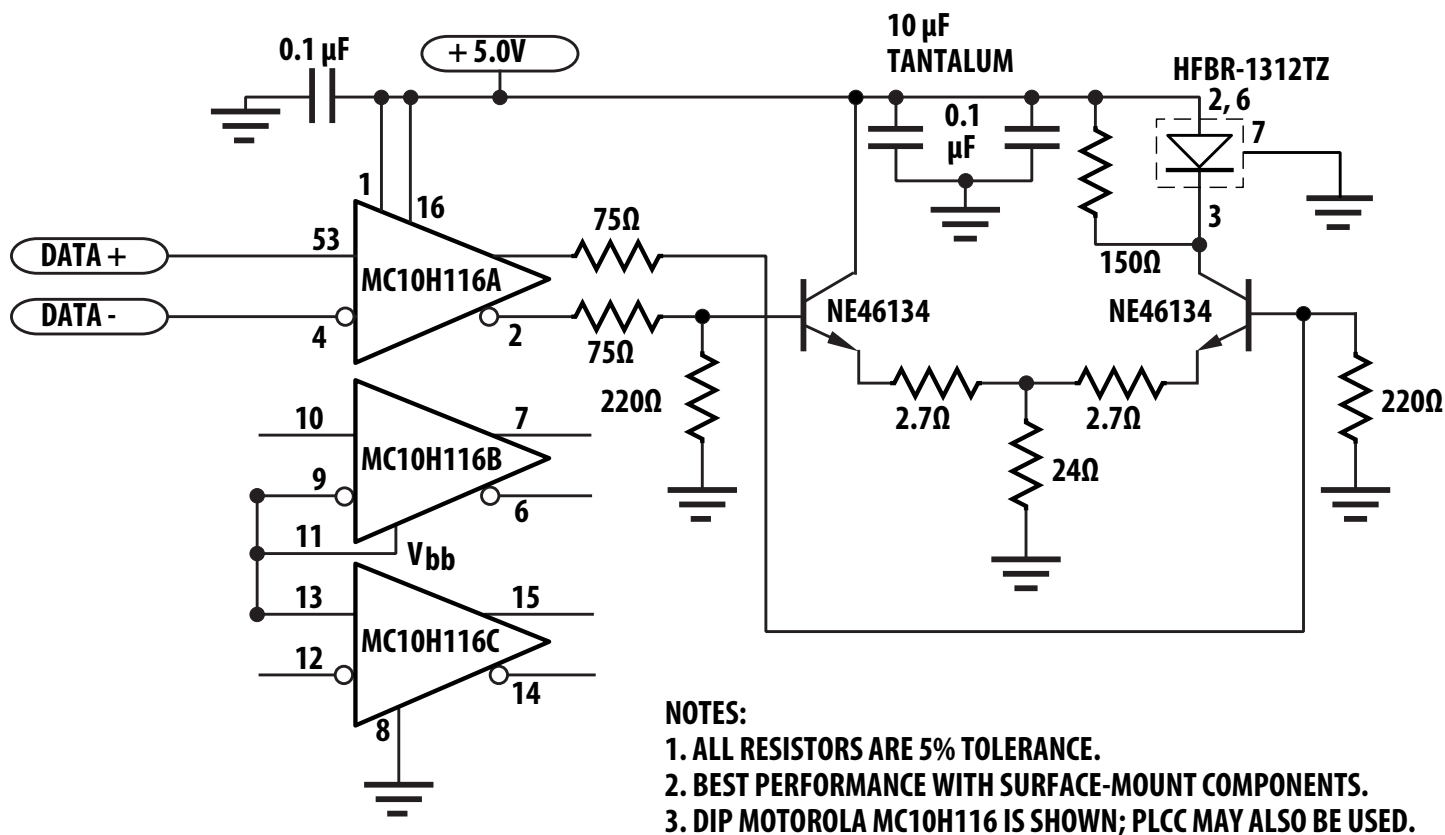 10 µF
TANTALUM
0.1 µF
+ 5.0V
HFBR-1312TZ
2, 6
7
0.1
µF
1
16
3
75Ω
53
DATA +
MC10H116A
150Ω
DATA -
4
2
75Ω
NE46134
NE46134
220Ω
2.7Ω
2.7Ω
220Ω
10
7
MC10H116B
9
6
24Ω
11
Vbb
13
15
MC10H116C
12
14
8
NOTES:
1. ALL RESISTORS ARE 5% TOLERANCE.
2. BEST PERFORMANCE WITH SURFACE-MOUNT COMPONENTS.
3. DIP MOTOROLA MC10H116 IS SHOWN; PLCC MAY ALSO BE USED.